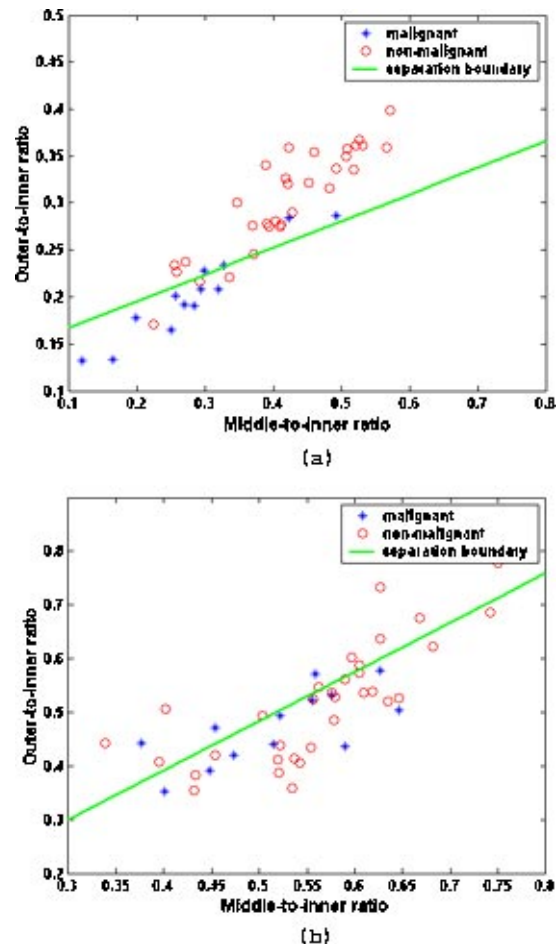 0.5
malignant
non-malignant
separation boundary
0.45
0.4
0.35
0.3
0.25
0.2
0.15
0.1
Outer-to-inner ratio
0.1 0.2 0.3 0.4 0.5 0.6 0.7 0.8
Middle-to-inner ratio
(a)
malignant
non-malignant
separation boundary
0.8
0.7
0.6
0.5
0.4
0.3
0.2
Outer-to-inner ratio
0.3 0.35 0.4 0.45 0.5 0.55 0.6 0.65 0.7 0.75 0.8
Middle-to-inner ratio
(b)